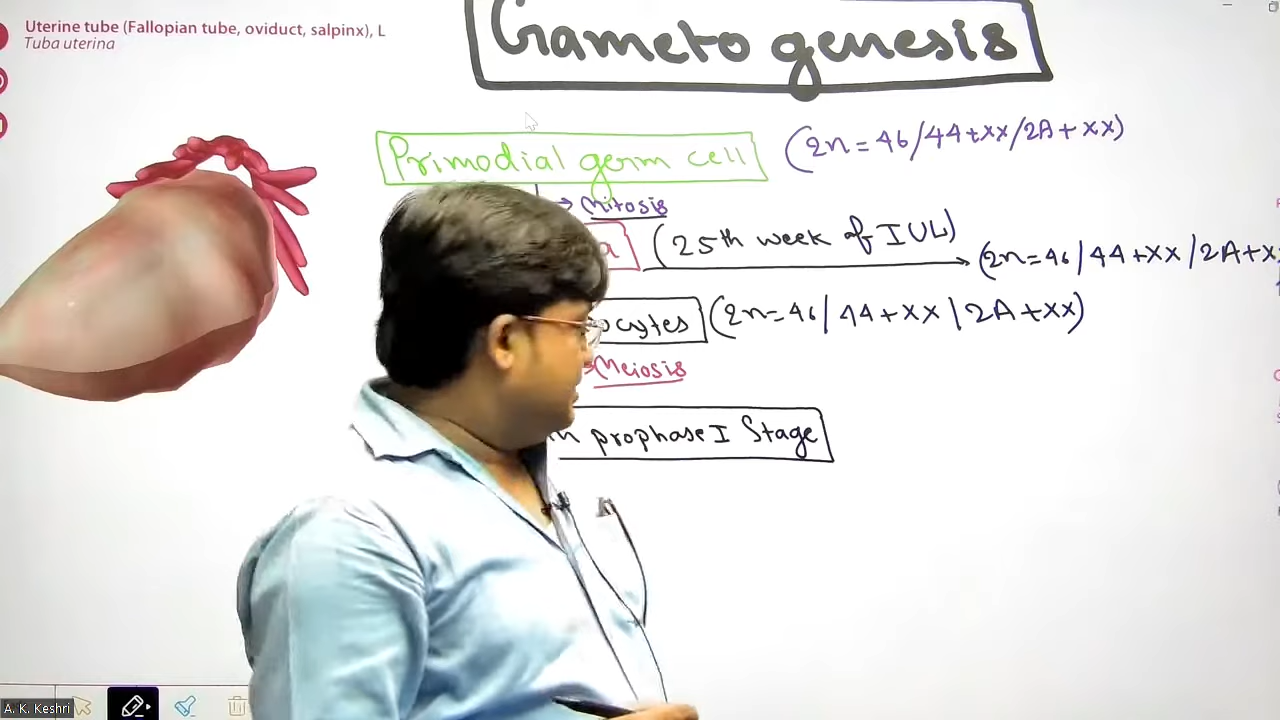 Uterine tube (Fallopian tube, oviduct, salpinx), L
Tuba uterina
Gametogenesis
Primodial germ cell (2n=46/44+xx/2A+xx)
Mitosis
a (25th week of IUL) (2n=46/44+xx/2A+x
ocytes (2n=46/44+xx/2A+xx)
Meiosis
prophase I Stage
A. K. Keshri